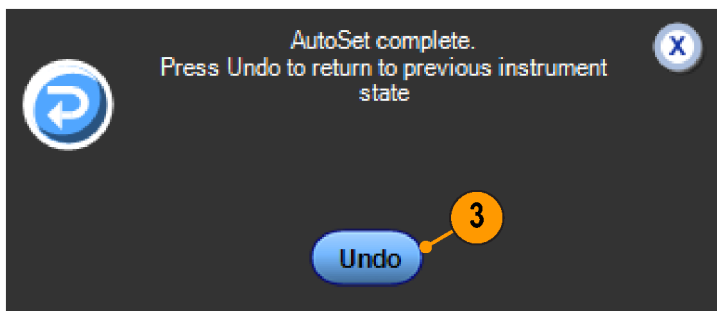 AutoSet complete.
Press Undo to return to previous instrument
state
X
3
Undo